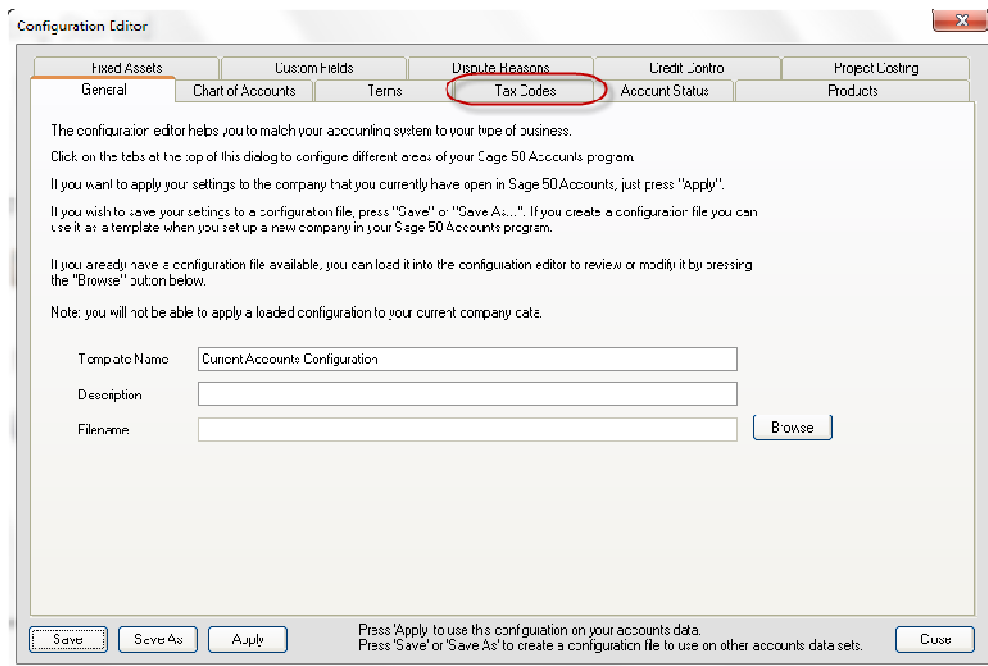 Configuration Editor
Fixed Assets
Custom Fields
Dispute Reasons
Credit Control
Project Costing
General
Chart of Accounts
Terms
Tax Codes
Account Status
Products
The configuration editor helps you to match your accounting system to your type of business.
Click on the tabs at the top of this dialog to configure different areas of your Sage 50 Accounts program.
If you want to apply your settings to the company that you currently have open in Sage 50 Accounts, just press "Apply".
If you wish to save your settings to a configuration file, press "Save" or "Save As...". If you create a configuration file you can
use it as a template when you set up a new company in your Sage 50 Accounts program.
If you already have a configuration file available, you can load it into the configuration editor to review or modify it by pressing
the "Browse" button below.
Note: you will not be able to apply a loaded configuration to your current company data.
Template Name
Current Accounts Configuration
Description
Filename
Browse
Save
Save As
Apply
Press 'Apply' to use this configuration on your accounts data.
Press 'Save' or 'Save As' to create a configuration file to use on other accounts data sets.
Close